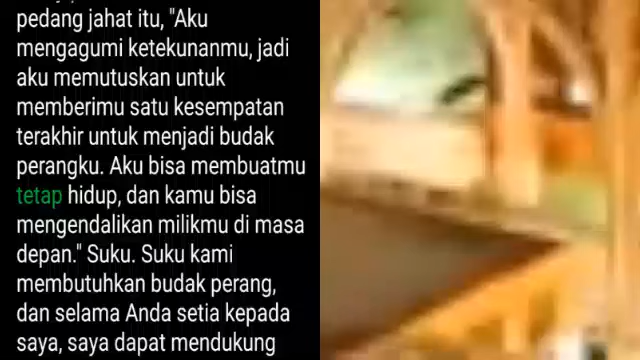 pedang jahat itu, "Aku
mengagumi ketekunanmu, jadi
aku memutuskan untuk
memberimu satu kesempatan
terakhir untuk menjadi budak
perangku. Aku bisa membuatmu
tetap hidup, dan kamu bisa
mengendalikan milikmu di masa
depan." Suku. Suku kami
membutuhkan budak perang,
dan selama Anda setia kepada
saya, saya dapat mendukung